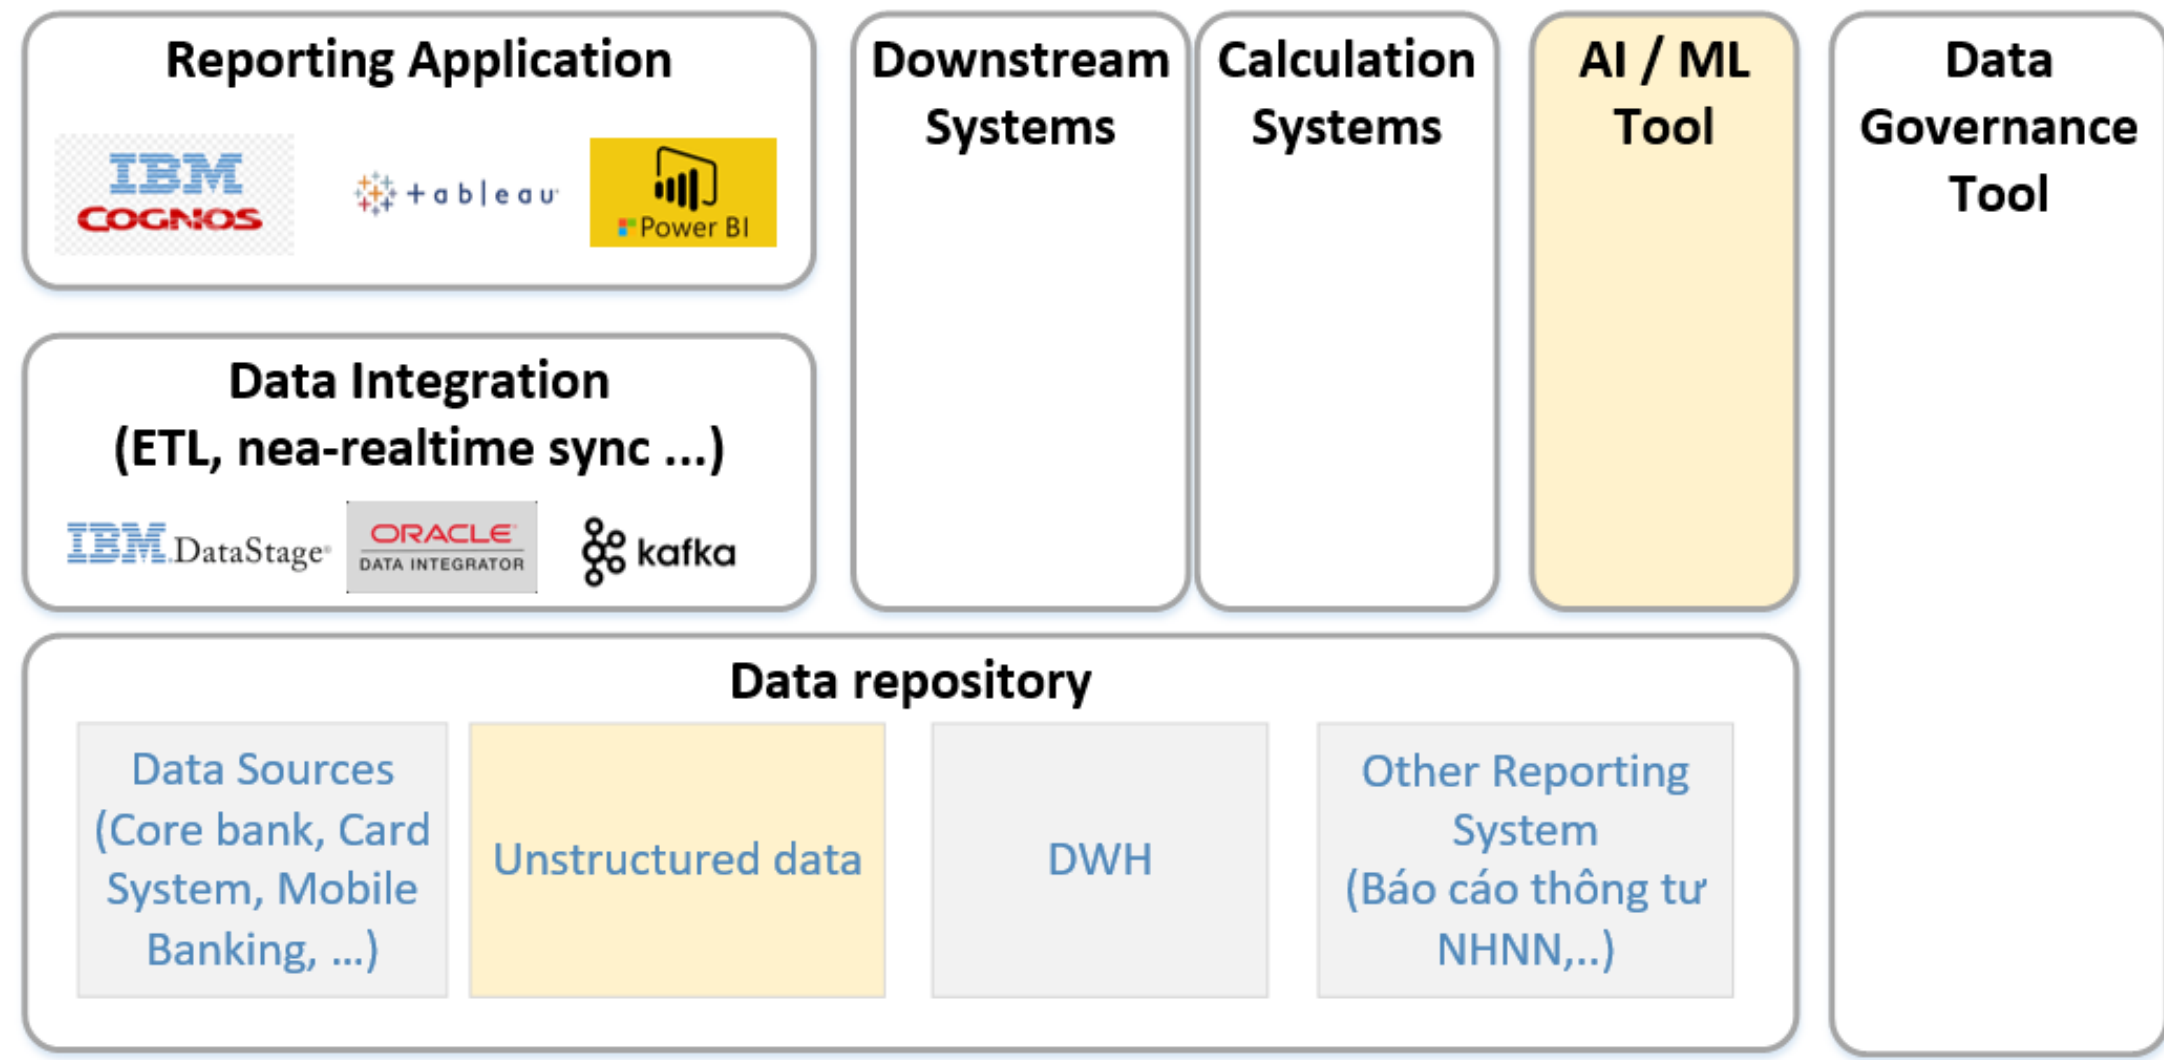 Reporting Application
IBM
COGNOS
+ableau
Power BI
Downstream
Systems
Calculation
Systems
AI / ML
Tool
Data
Governance
Tool
Data Integration
(ETL, nea-realtime sync ...)
IBM DataStage
ORACLE
DATA INTEGRATOR
kafka
Data repository
Data Sources
(Core bank, Card
System, Mobile
Banking, ...)
Unstructured data
DWH
Other Reporting
System
(Báo cáo thông tư
NHNN,..)